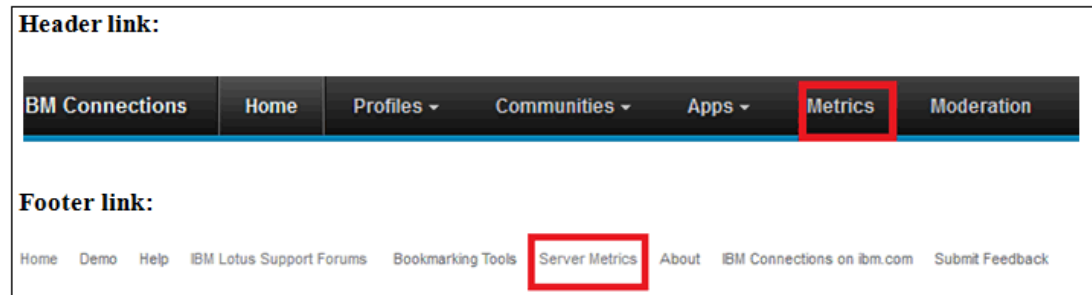 Header link:
BM Connections Home Profiles Communities Apps Metrics Moderation
Footer link:
Home Demo Help IBM Lotus Support Forums Bookmarking Tools Server Metrics About IBM Connections on ibm.com Submit Feedback